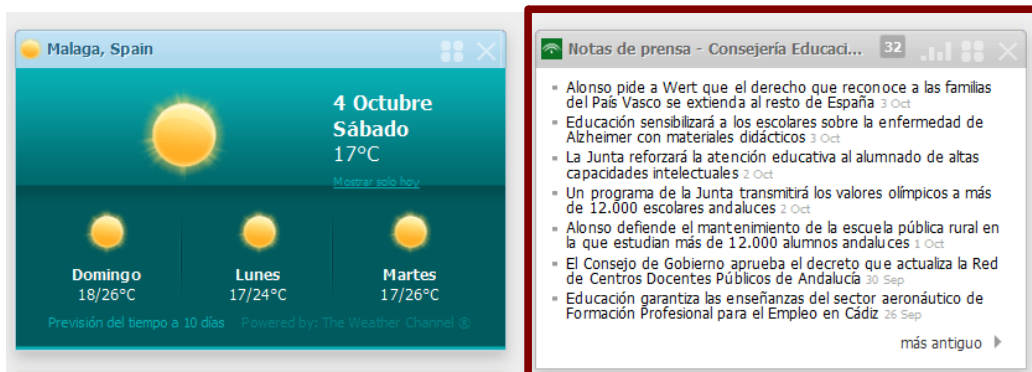 Malaga, Spain
4 Octubre
Sábado
17°C
Mostrar solo hoy
Domingo
18/26°C
Lunes
17/24°C
Martes
17/26°C
Previsión del tiempo a 10 días Powered by: The Weather Channel ®
Notas de prensa - Consejería Educaci... 32
Alonso pide a Wert que el derecho que reconoce a las familias
del País Vasco se extienda al resto de España 3 Oct
Educación sensibilizará a los escolares sobre la enfermedad de
Alzheimer con materiales didácticos 3 Oct
La Junta reforzará la atención educativa al alumnado de altas
capacidades intelectuales 2 Oct
Un programa de la Junta transmitirá los valores olímpicos a más
de 12.000 escolares andaluces 2 Oct
Alonso defiende el mantenimiento de la escuela pública rural en
la que estudian más de 12.000 alumnos andaluces 1 Oct
El Consejo de Gobierno aprueba el decreto que actualiza la Red
de Centros Docentes Públicos de Andalucía 30 Sep
Educación garantiza las enseñanzas del sector aeronáutico de
Formación Profesional para el Empleo en Cádiz 26 Sep
más antiguo